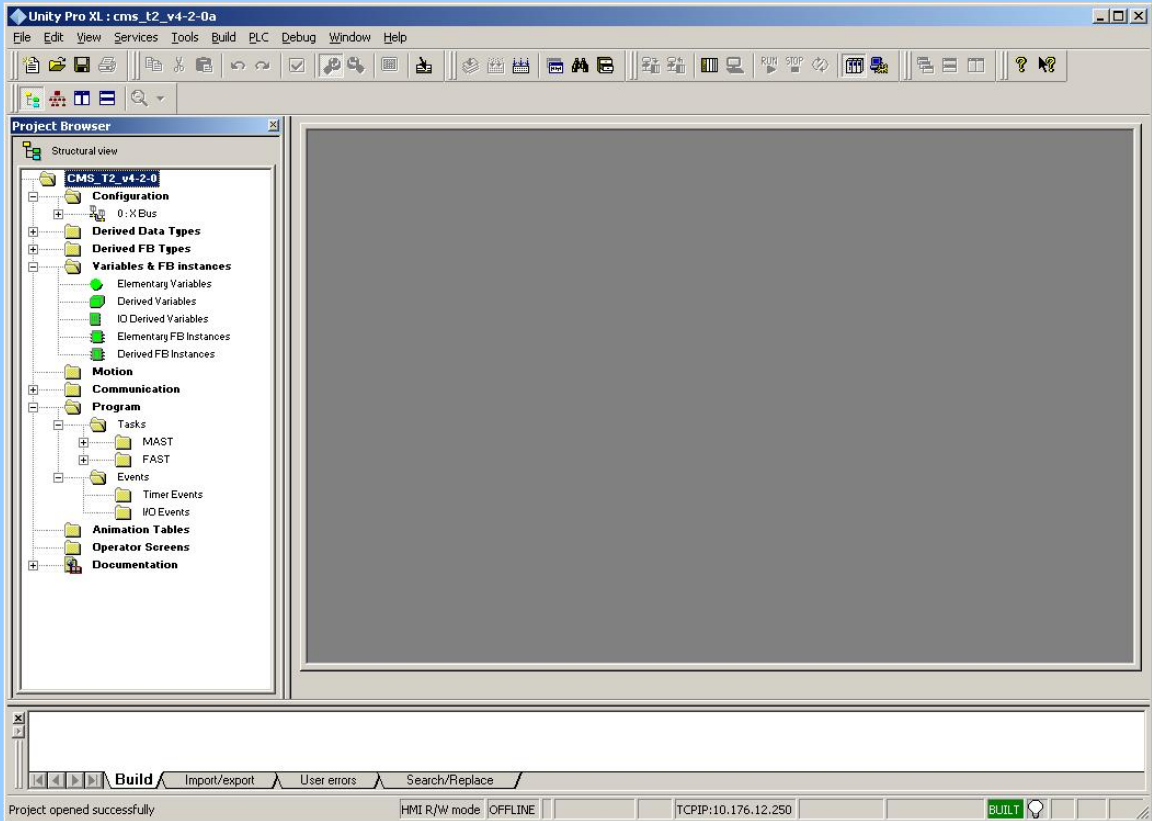 Unity Pro XL : cms_t2_v4-2-0a
File Edit View Services Tools Build PLC Debug Window Help
RUN STOP
Project Browser
Structural view
CMS_T2_v4-2-0
Configuration
0 : X Bus
Derived Data Types
Derived FB Types
Variables & FB instances
Elementary Variables
Derived Variables
IO Derived Variables
Elementary FB Instances
Derived FB Instances
Motion
Communication
Program
Tasks
MAST
FAST
Events
Timer Events
I/O Events
Animation Tables
Operator Screens
Documentation
Build Import/export User errors Search/Replace
Project opened successfully HMI R/W mode OFFLINE TCPIP:10.176.12.250 BUILT